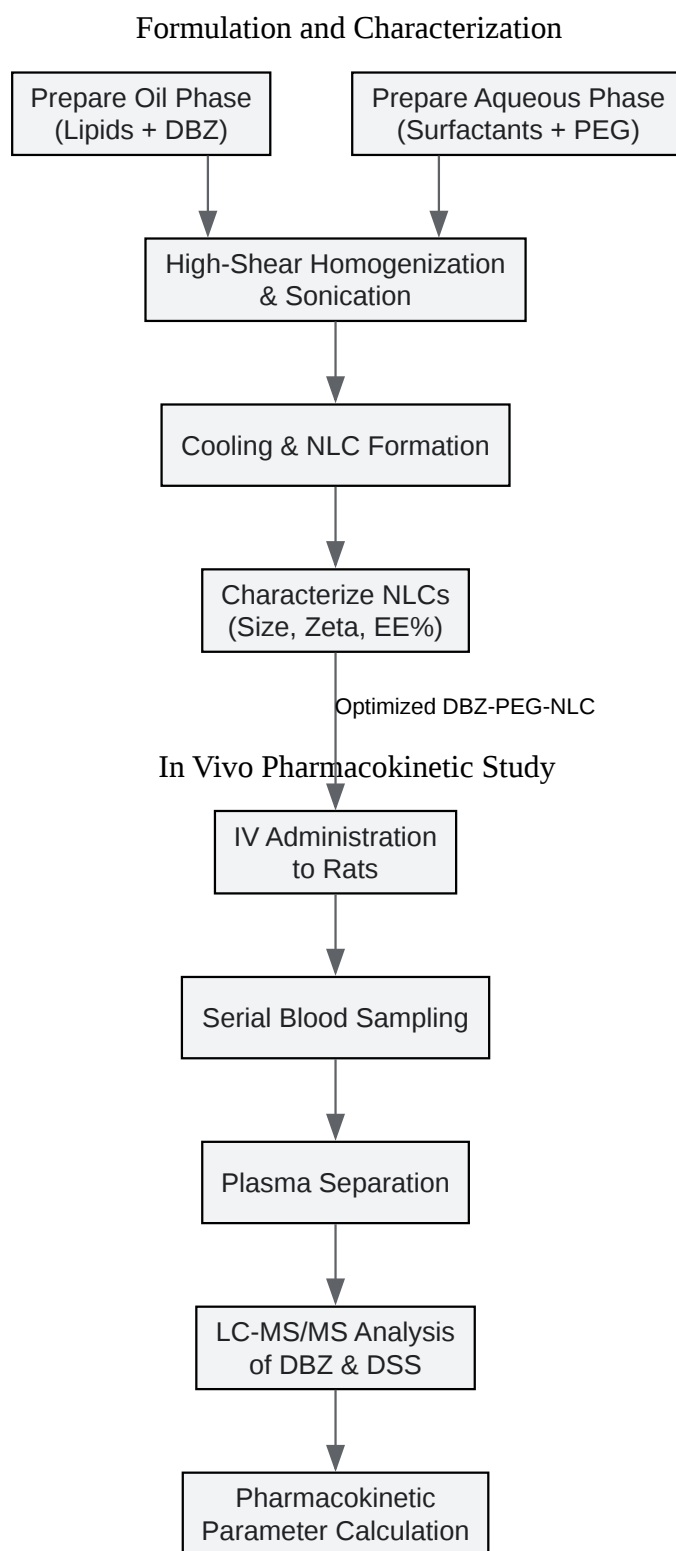 Formulation and Characterization
Prepare Oil Phase
(Lipids + DBZ)
Prepare Aqueous Phase
(Surfactants + PEG)
High-Shear Homogenization
& Sonication
Cooling & NLC Formation
Characterize NLCs
(Size, Zeta, EE%)
Optimized DBZ-PEG-NLC
In Vivo Pharmacokinetic Study
IV Administration
to Rats
Serial Blood Sampling
Plasma Separation
LC-MS/MS Analysis
of DBZ & DSS
Pharmacokinetic
Parameter Calculation